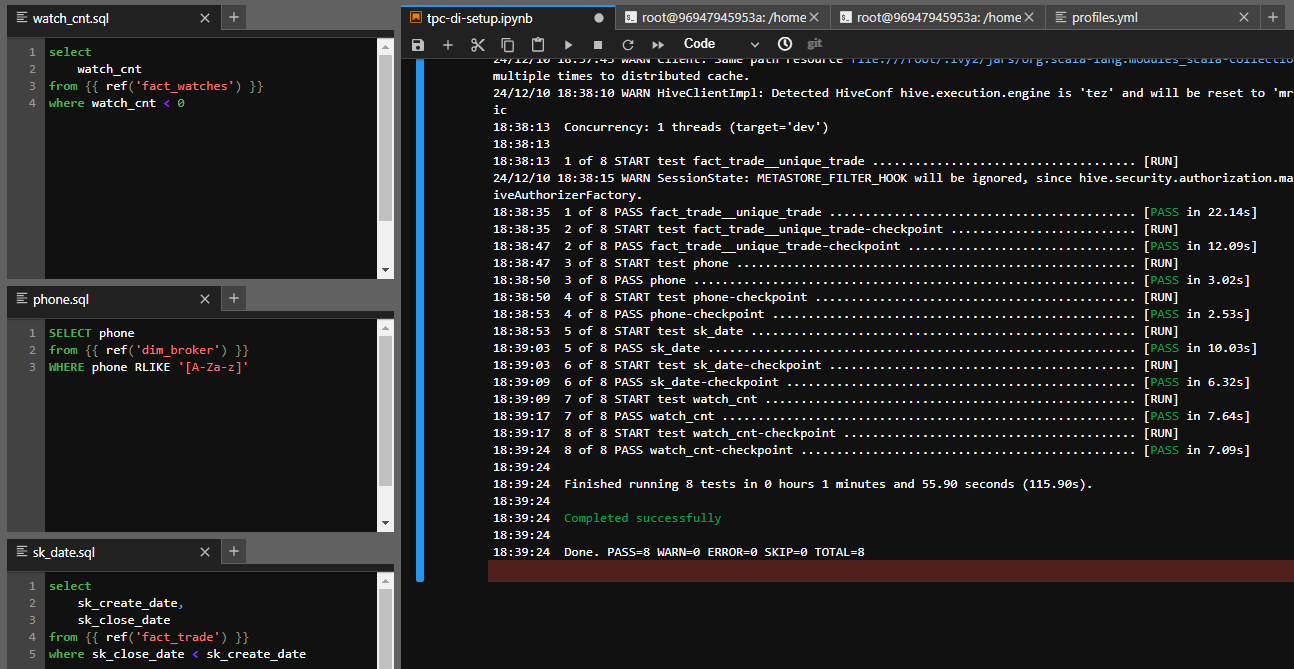 watch_cnt.sql
1 select
2 watch_cnt
3 from {{ ref('fact_watches') }}
4 where watch_cnt < 0
phone.sql
1 SELECT phone
2 from {{ ref('dim_broker') }}
3 WHERE phone RLIKE '[A-Za-z]'
sk_date.sql
1 select
2 sk_create_date,
3 sk_close_date
4 from {{ ref('fact_trade') }}
5 where sk_close_date < sk_create_date
tpc-di-setup.ipynb
root@96947945953a: /home
root@96947945953a: /home
profiles.yml
Code
git
24/12/10 18:37:43 WARN Client: Same path resource file:///root/.ivy2/jars/org.scala-lang.modules_scala-collectio
multiple times to distributed cache.
24/12/10 18:38:10 WARN HiveClientImpl: Detected HiveConf hive.execution.engine is 'tez' and will be reset to 'mr
ic
18:38:13 Concurrency: 1 threads (target='dev')
18:38:13
18:38:13 1 of 8 START test fact_trade__unique_trade ..................................... [RUN]
24/12/10 18:38:15 WARN SessionState: METASTORE_FILTER_HOOK will be ignored, since hive.security.authorization.ma
iveAuthorizerFactory.
18:38:35 1 of 8 PASS fact_trade__unique_trade ........................................... [PASS in 22.14s]
18:38:35 2 of 8 START test fact_trade__unique_trade-checkpoint .......................... [RUN]
18:38:47 2 of 8 PASS fact_trade__unique_trade-checkpoint ................................ [PASS in 12.09s]
18:38:47 3 of 8 START test phone ........................................................ [RUN]
18:38:50 3 of 8 PASS phone .............................................................. [PASS in 3.02s]
18:38:50 4 of 8 START test phone-checkpoint ............................................. [RUN]
18:38:53 4 of 8 PASS phone-checkpoint ................................................... [PASS in 2.53s]
18:38:53 5 of 8 START test sk_date ...................................................... [RUN]
18:39:03 5 of 8 PASS sk_date ............................................................ [PASS in 10.03s]
18:39:03 6 of 8 START test sk_date-checkpoint ........................................... [RUN]
18:39:09 6 of 8 PASS sk_date-checkpoint ................................................. [PASS in 6.32s]
18:39:09 7 of 8 START test watch_cnt .................................................... [RUN]
18:39:17 7 of 8 PASS watch_cnt .......................................................... [PASS in 7.64s]
18:39:17 8 of 8 START test watch_cnt-checkpoint ......................................... [RUN]
18:39:24 8 of 8 PASS watch_cnt-checkpoint ............................................... [PASS in 7.09s]
18:39:24
18:39:24 Finished running 8 tests in 0 hours 1 minutes and 55.90 seconds (115.90s).
18:39:24
18:39:24 Completed successfully
18:39:24
18:39:24 Done. PASS=8 WARN=0 ERROR=0 SKIP=0 TOTAL=8